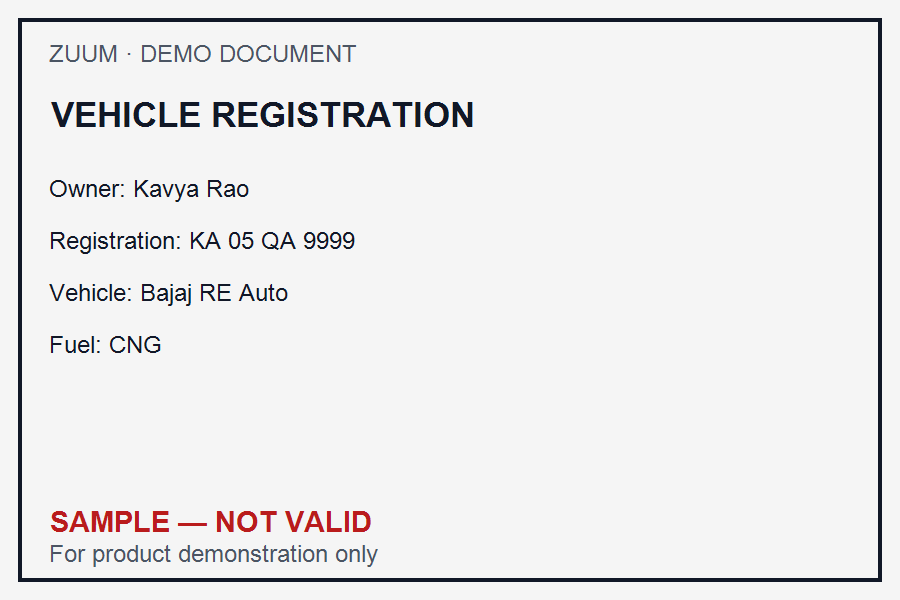 ZUUM · DEMO DOCUMENT
VEHICLE REGISTRATION
Owner: Kavya Rao
Registration: KA 05 QA 9999
Vehicle: Bajaj RE Auto
Fuel: CNG
SAMPLE — NOT VALID
For product demonstration only